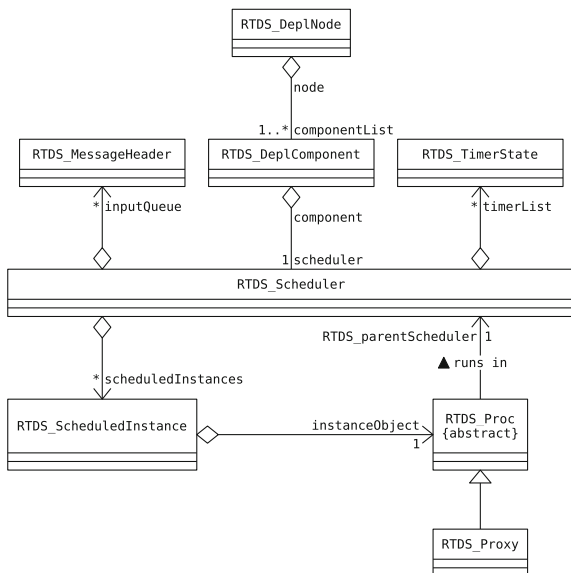 RTDS_DeplNode
node
1..* componentList
RTDS_MessageHeader
RTDS_DeplComponent
RTDS_TimerState
* inputQueue
component
* timerList
1 scheduler
RTDS_Scheduler
RTDS_parentScheduler 1
▲ runs in
* scheduledInstances
RTDS_ScheduledInstance
instanceObject
1
RTDS_Proc
{abstract}
RTDS_Proxy